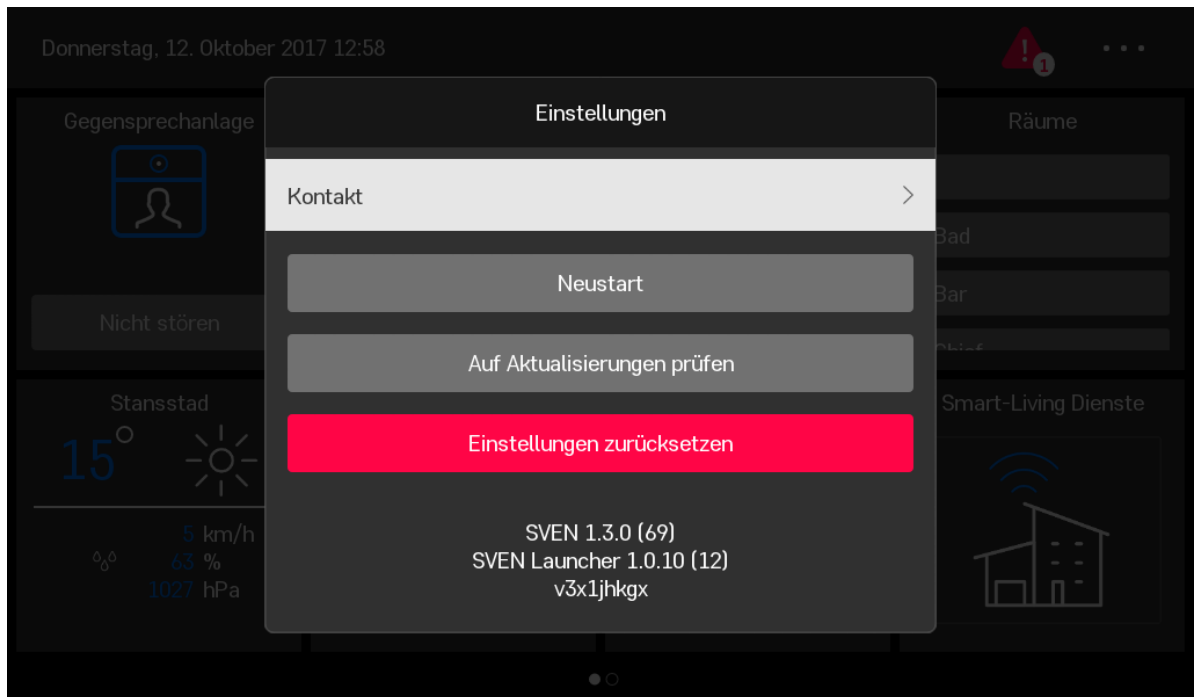 Donnerstag, 12. Oktober 2017 12:58
1
Einstellungen
Gegensprechanlage
Räume
Kontakt
Bad
Neustart
Bar
Nicht stören
Auf Aktualisierungen prüfen
Stansstad
Smart-Living Dienste
15°
Einstellungen zurücksetzen
5 km/h
63 %
1027 hPa
SVEN 1.3.0 (69)
SVEN Launcher 1.0.10 (12)
v3x1jhkgx